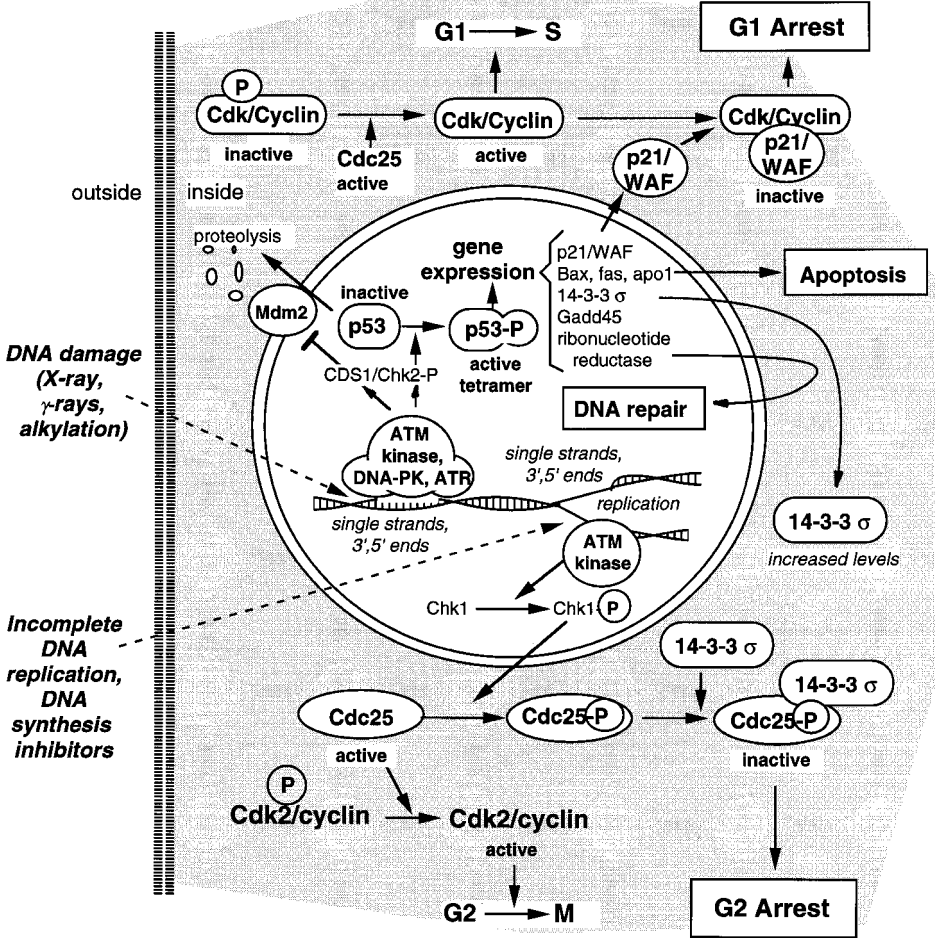 G1 → S
G1 Arrest
P
Cdk/Cyclin
inactive
Cdc25
active
Cdk/Cyclin
active
p21/
WAF
Cdk/Cyclin
p21/
WAF
inactive
outside
inside
proteolysis
Mdm2
inactive
p53
gene
expression
p53-P
active
tetramer
p21/WAF
Bax, fas, apo1
14-3-3 σ
Gadd45
ribonucleotide
reductase
Apoptosis
DNA damage
(X-ray,
γ-rays,
alkylation)
CDS1/Chk2-P
DNA repair
ATM
kinase,
DNA-PK, ATR
single strands,
3',5' ends
replication
single strands,
3',5' ends
ATM
kinase
14-3-3 σ
increased levels
Chk1
Chk1-P
Incomplete
DNA
replication,
DNA
synthesis
inhibitors
14-3-3 σ
14-3-3 σ
Cdc25
active
Cdc25-P
Cdc25-P
inactive
P
Cdk2/cyclin
Cdk2/cyclin
active
G2 → M
G2 Arrest